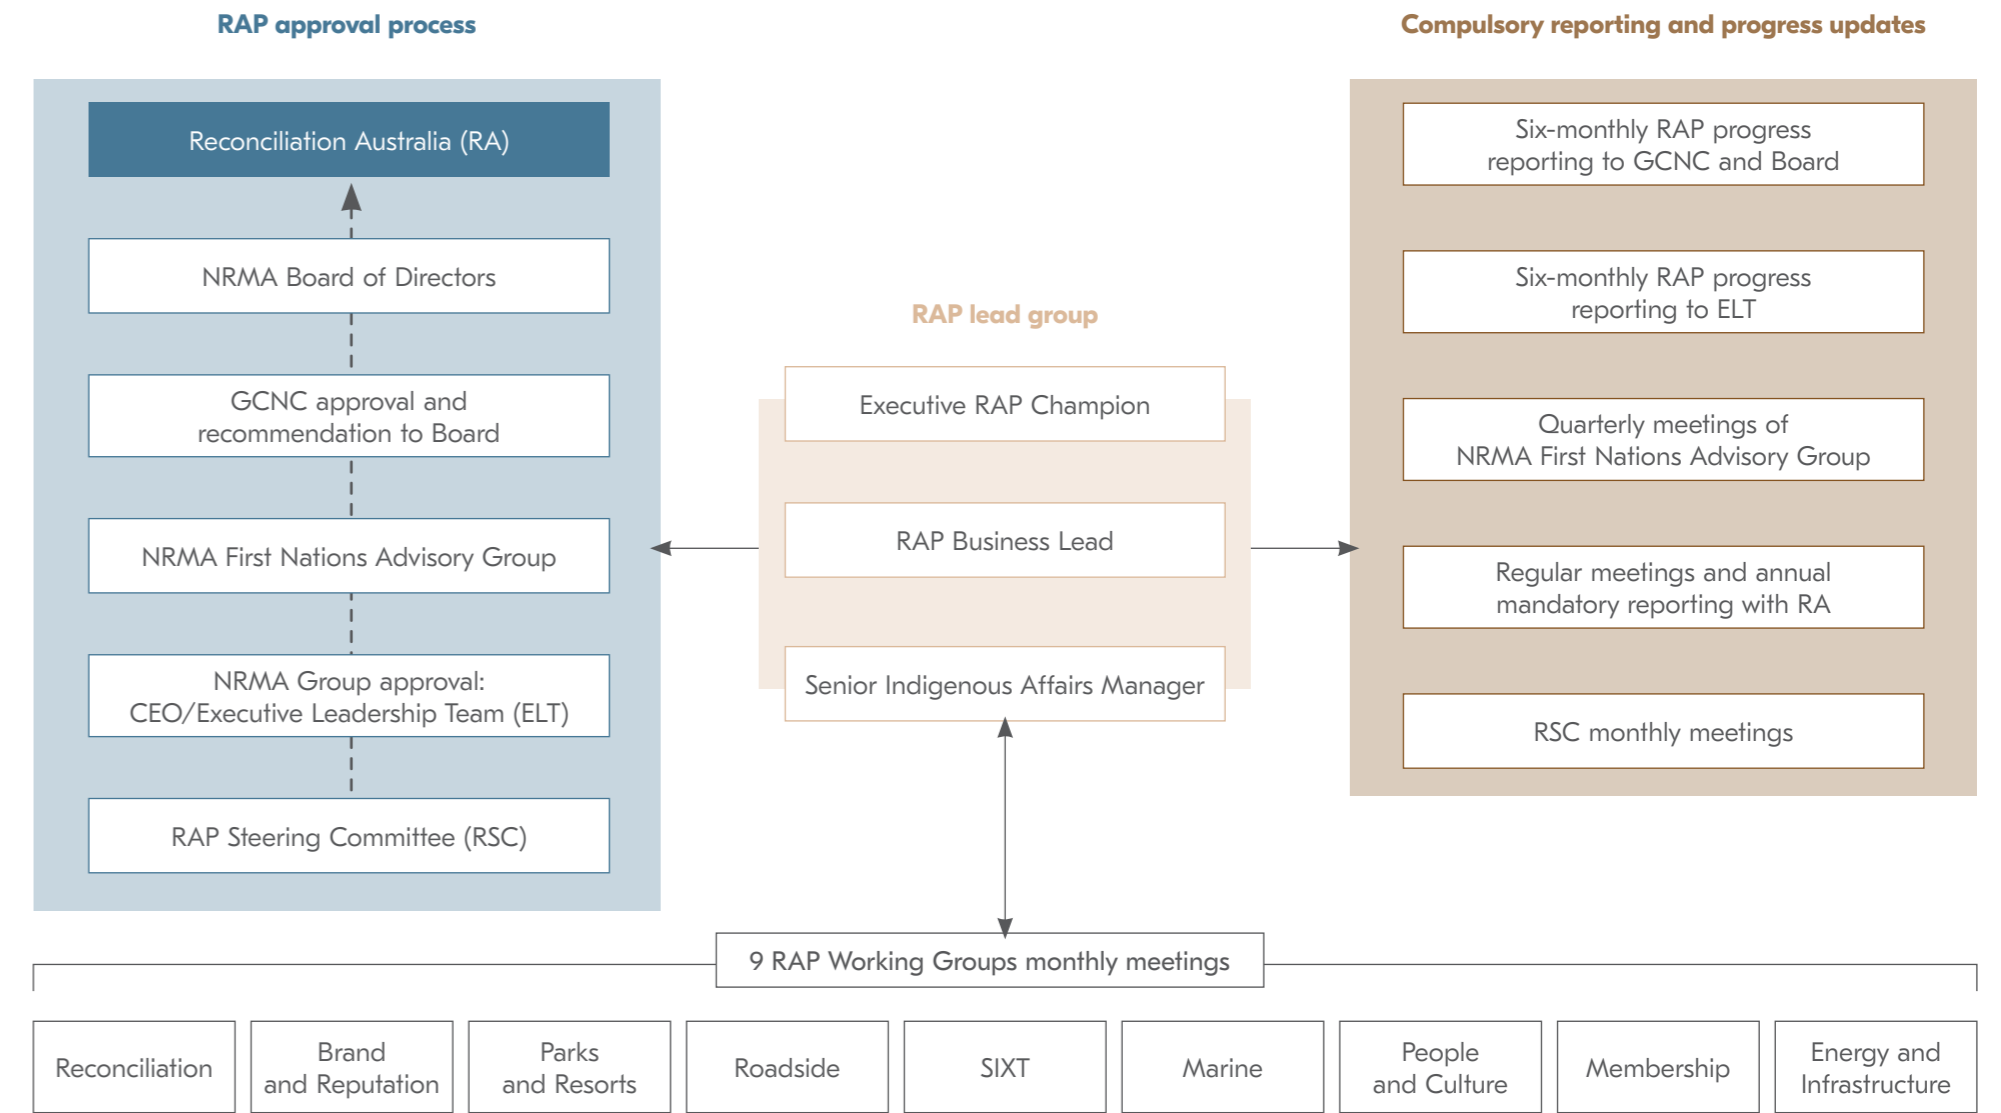 RAP approval process
Reconciliation Australia (RA)
NRMA Board of Directors
GCNC approval and
recommendation to Board
NRMA First Nations Advisory Group
NRMA Group approval:
CEO/Executive Leadership Team (ELT)
RAP Steering Committee (RSC)
RAP lead group
Executive RAP Champion
RAP Business Lead
Senior Indigenous Affairs Manager
Compulsory reporting and progress updates
Six-monthly RAP progress
reporting to GCNC and Board
Six-monthly RAP progress
reporting to ELT
Quarterly meetings of
NRMA First Nations Advisory Group
Regular meetings and annual
mandatory reporting with RA
RSC monthly meetings
9 RAP Working Groups monthly meetings
Reconciliation
Brand
and Reputation
Parks
and Resorts
Roadside
SIXT
Marine
People
and Culture
Membership
Energy and
Infrastructure